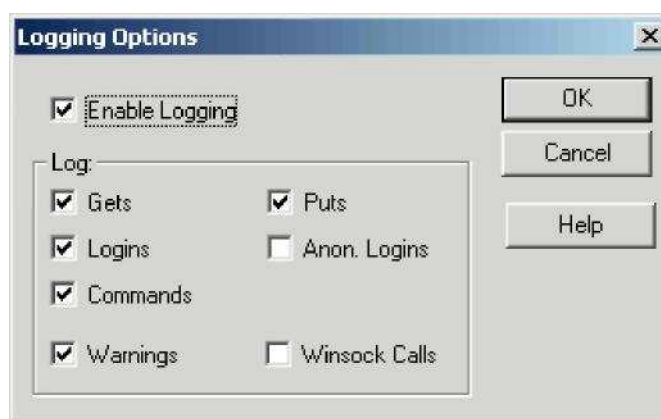 Logging Options
Enable Logging
OK
Cancel
Help
Log:
Gets
Puts
Logins
Anon. Logins
Commands
Warnings
Winsock Calls